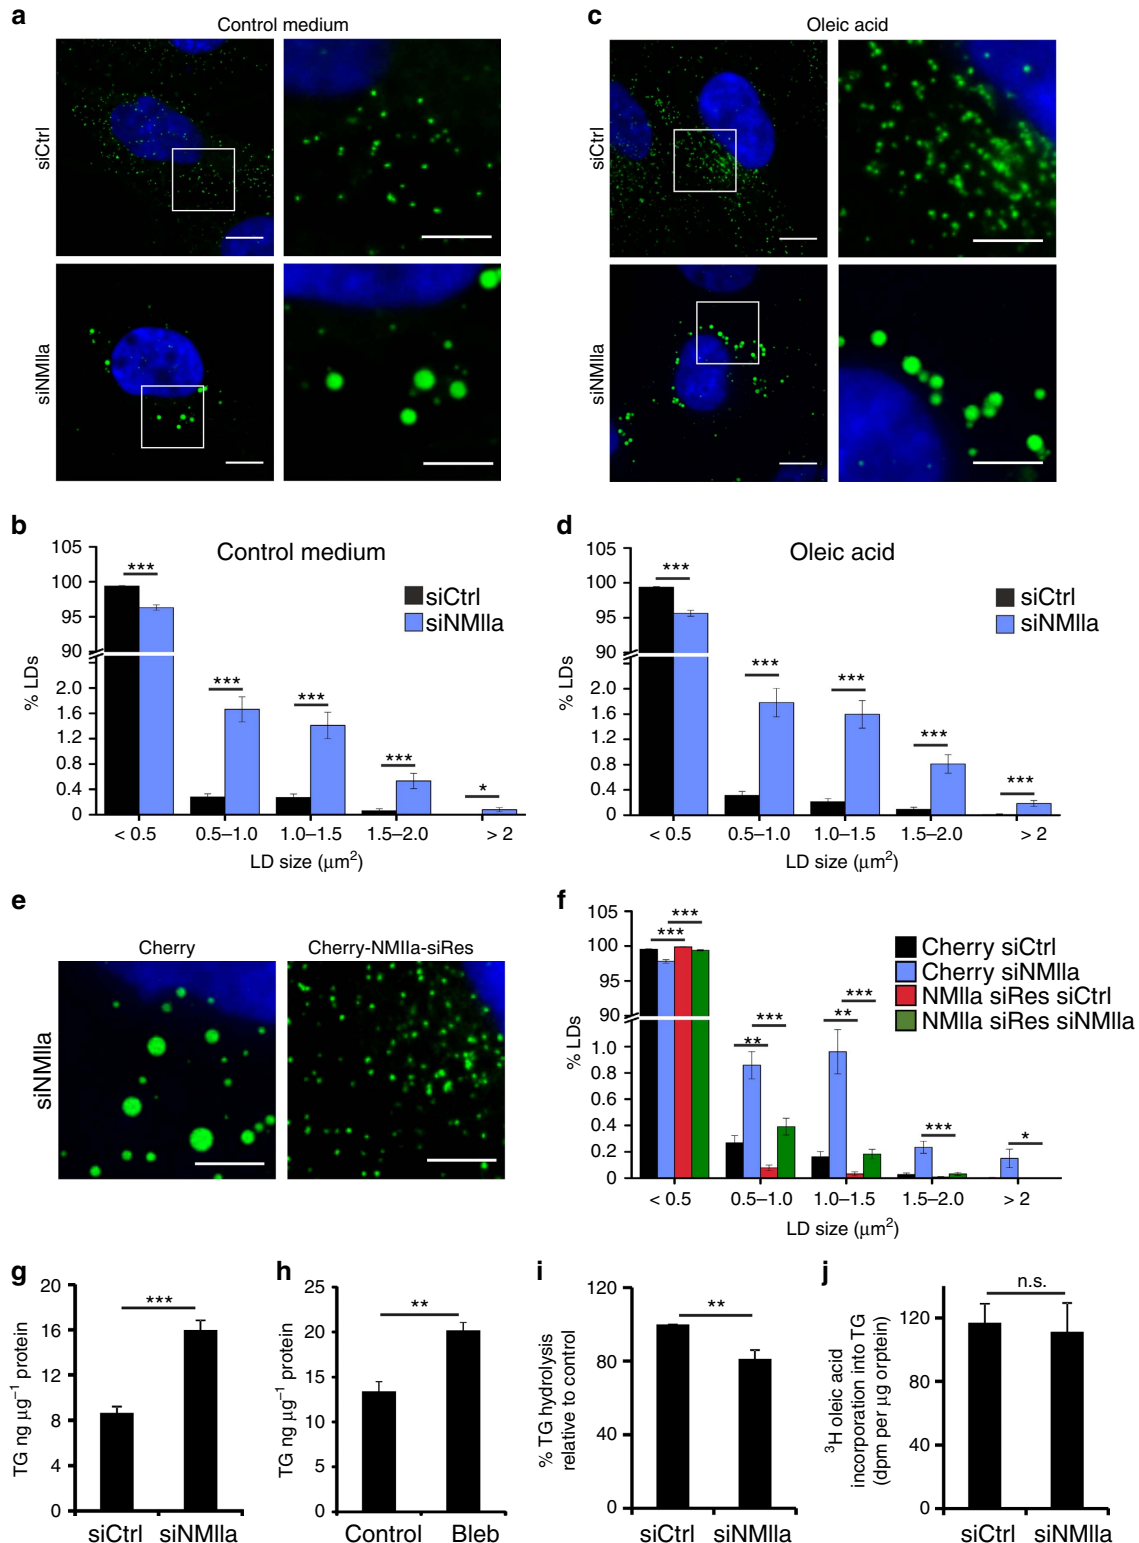 a
Control medium
siCtrl
siNMIIa
c
Oleic acid
siCtrl
siNMIIa
b
Control medium
% LDs
105
100
95
90
2.0
1.6
1.2
0.8
0.4
0
***
***
***
***
*
siCtrl
siNMIIa
< 0.5
0.5–1.0
1.0–1.5
1.5–2.0
> 2
LD size (μm²)
d
Oleic acid
% LDs
105
100
95
90
2.0
1.6
1.2
0.8
0.4
0
***
***
***
***
***
siCtrl
siNMIIa
< 0.5
0.5–1.0
1.0–1.5
1.5–2.0
> 2
LD size (μm²)
e
Cherry
Cherry-NMIIa-siRes
siNMIIa
f
% LDs
105
100
95
90
1.0
0.8
0.6
0.4
0.2
0
***
***
***
**
***
**
***
*
Cherry siCtrl
Cherry siNMIIa
NMIIa siRes siCtrl
NMIIa siRes siNMIIa
< 0.5
0.5–1.0
1.0–1.5
1.5–2.0
> 2
LD size (μm²)
g
TG ng μg⁻¹ protein
20
16
12
8
4
0
***
siCtrl
siNMIIa
h
TG ng μg⁻¹ protein
25
20
15
10
5
0
**
Control
Bleb
i
% TG hydrolysis
relative to control
120
80
40
0
**
siCtrl
siNMIIa
j
³H oleic acid
incorporation into TG
(dpm per μg orptein)
120
80
40
0
n.s.
siCtrl
siNMIIa